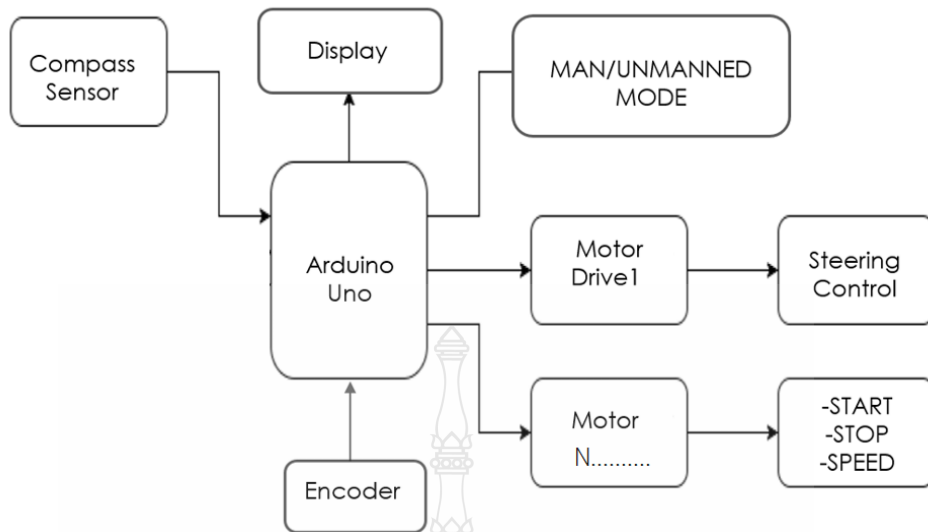 Compass
Sensor
Display
MAN/UNMANNED
MODE
Arduino
Uno
Motor
Drive1
Steering
Control
Motor
N..........
-START
-STOP
-SPEED
Encoder